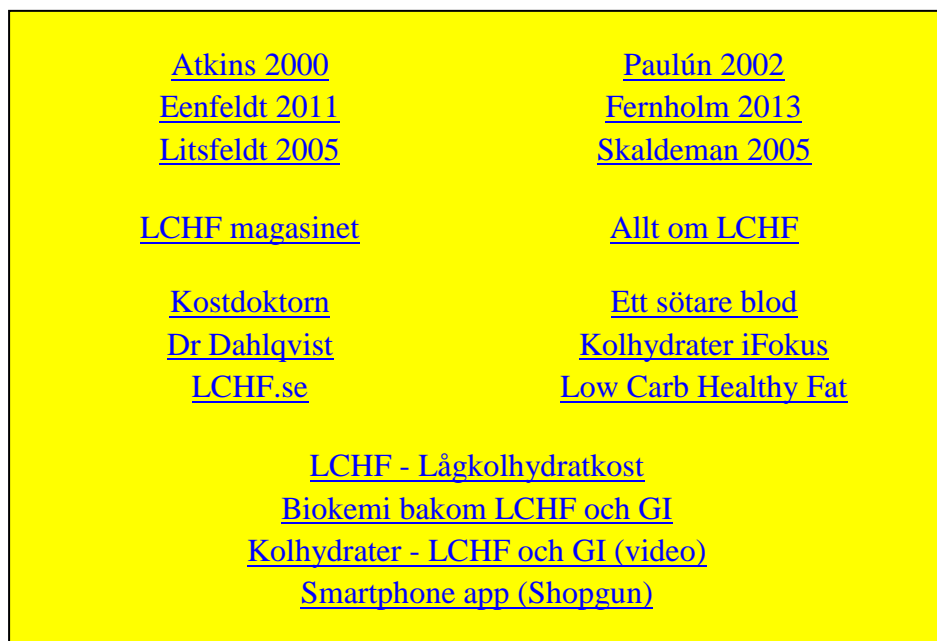 Atkins 2000 Paulún 2002
Eenfeldt 2011 Fernholm 2013
Litsfeldt 2005 Skaldeman 2005
LCHF magasinet Allt om LCHF
Kostdoktorn Ett sötare blod
Dr Dahlqvist Kolhydrater iFokus
LCHF.se Low Carb Healthy Fat
LCHF - Lågkolhydratkost
Biokemi bakom LCHF och GI
Kolhydrater - LCHF och GI (video)
Smartphone app (Shopgun)